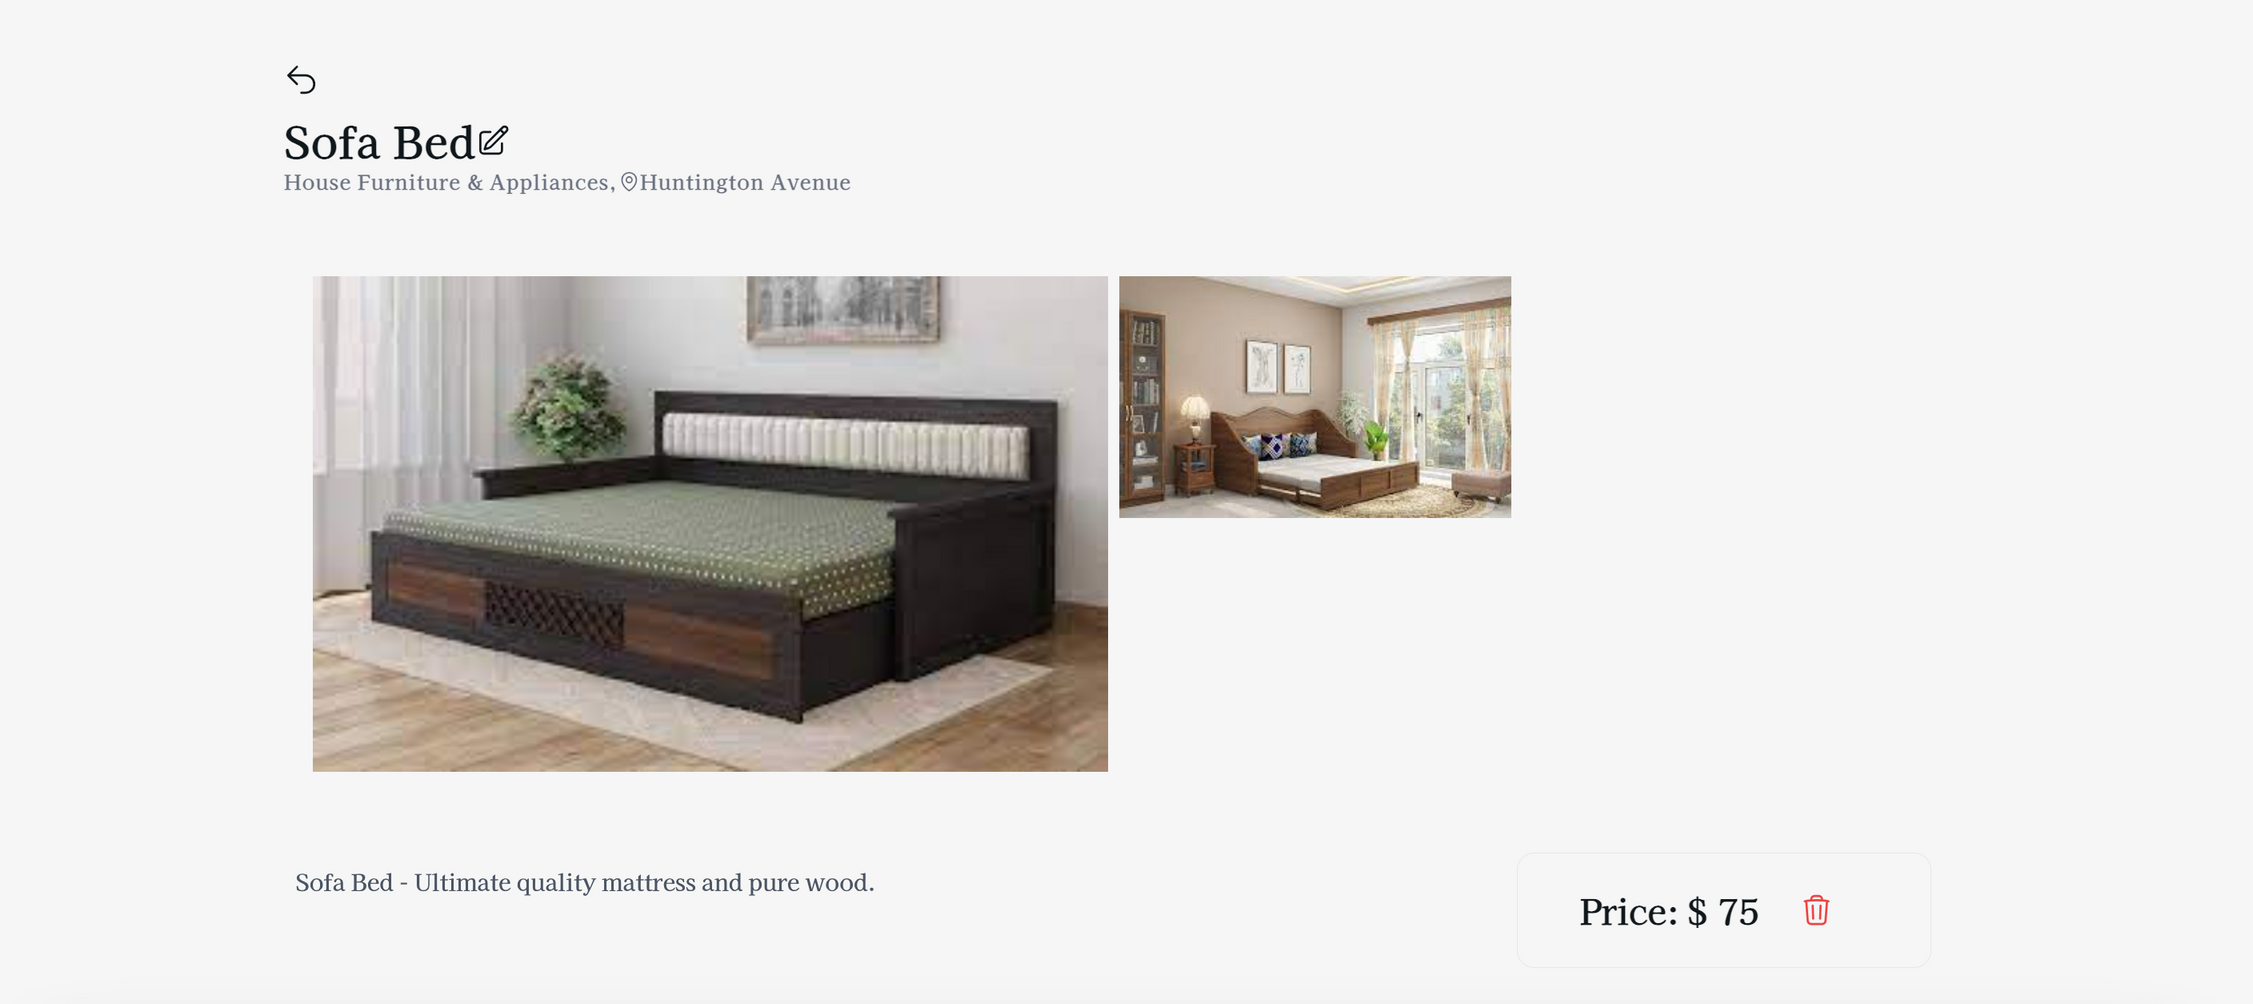 Sofa Bed
House Furniture & Appliances, Huntington Avenue
Sofa Bed - Ultimate quality mattress and pure wood.
Price: $ 75